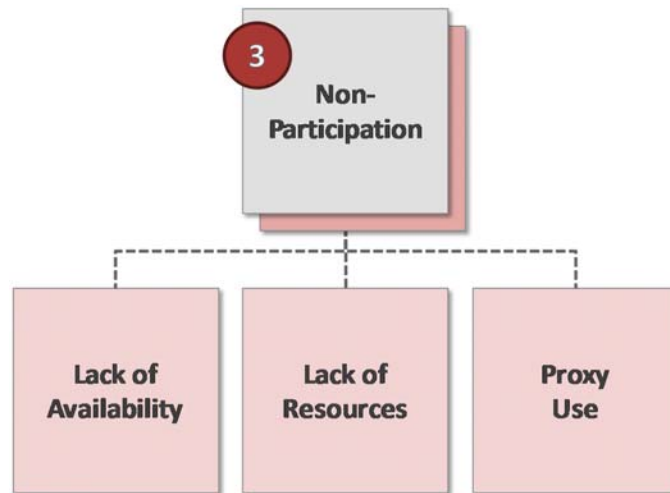 3
Non-
Participation
Lack of
Availability
Lack of
Resources
Proxy
Use